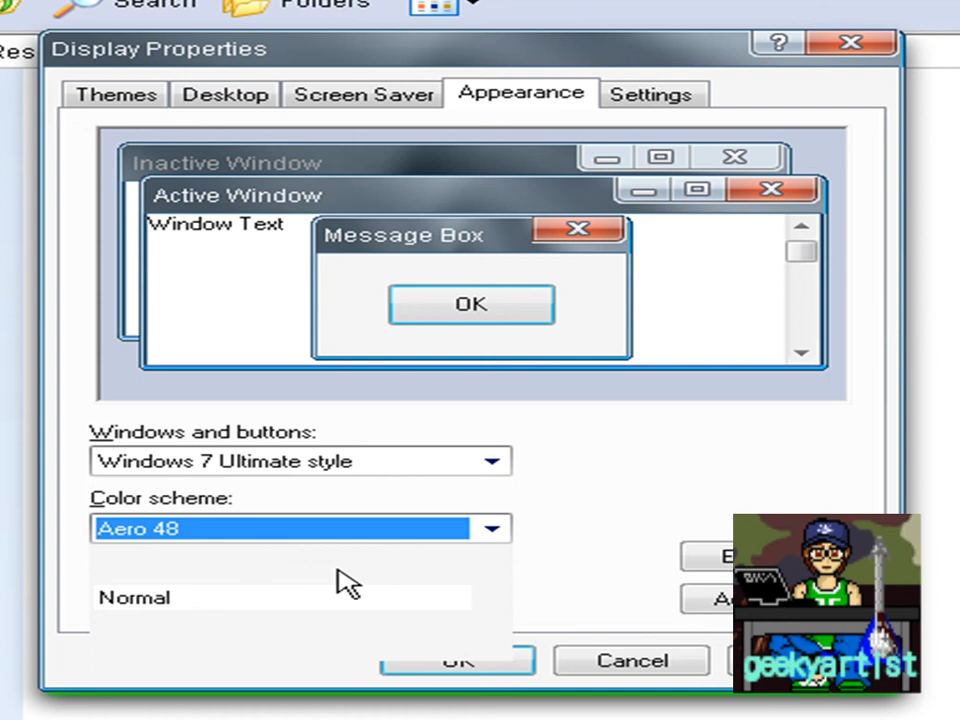 Search Folders
Res
Display Properties
?
Themes Desktop Screen Saver Appearance Settings
Inactive Window
Active Window
Window Text
Message Box
OK
Windows and buttons:
Windows 7 Ultimate style
Color scheme:
Aero 48
Normal
OK Cancel
geekyartist